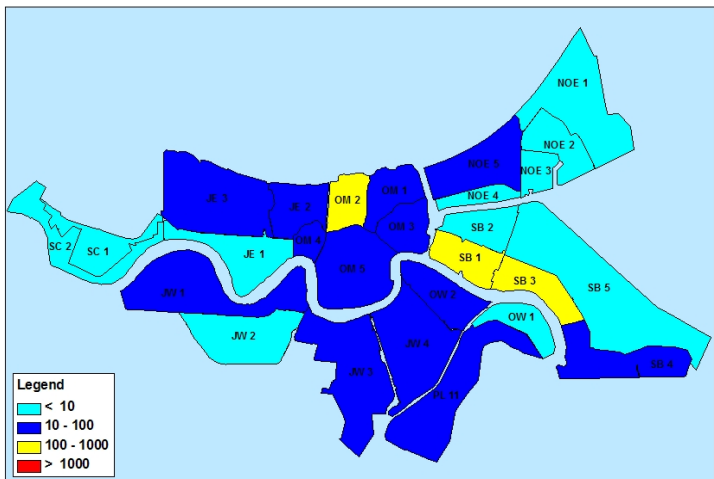 NOE 1
NOE 2
NOE 3
NOE 5
NOE 4
JE 3
JE 2
OM 2
OM 1
OM 3
OM 4
SB 2
SC 2
SC 1
JE 1
OM 5
SB 1
SB 3
SB 5
JW 1
OW 2
OW 1
JW 2
JW 4
JW 3
SB 4
PC 11
Legend
< 10
10 - 100
100 - 1000
> 1000